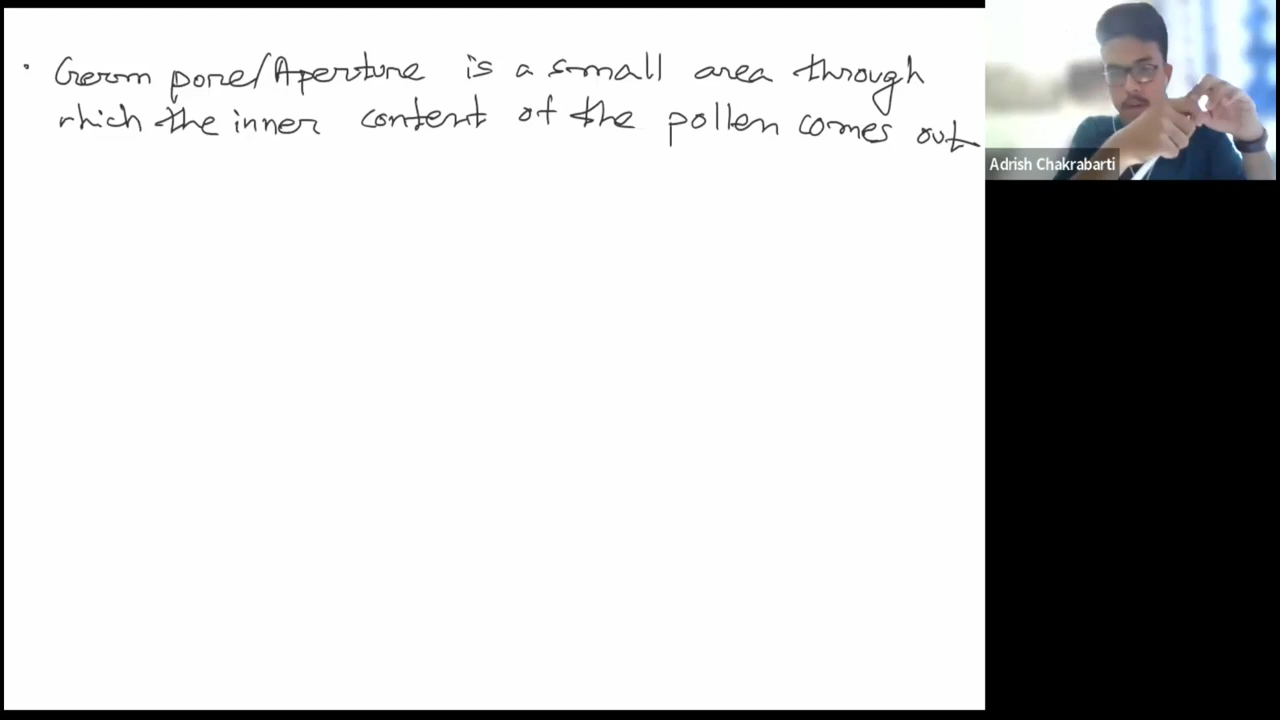 · Germ pore/Aperture is a small area through
which the inner content of the pollen comes out
Adrish Chakrabarti